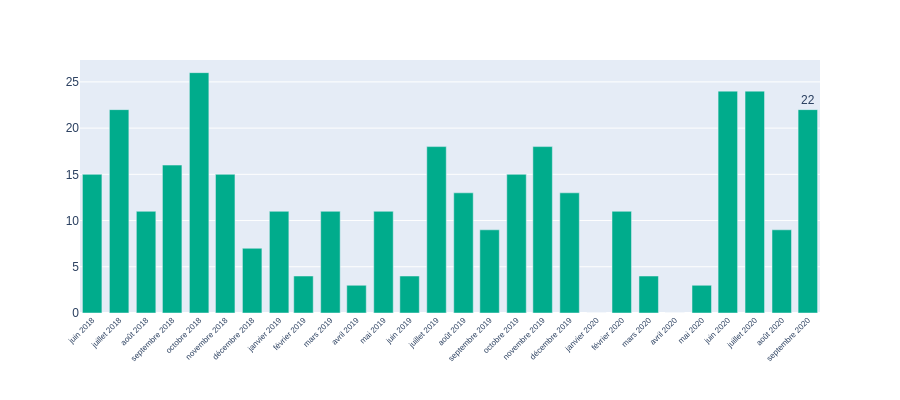 25
20
15
10
5
0
22
juin 2018
juillet 2018
août 2018
septembre 2018
octobre 2018
novembre 2018
décembre 2018
janvier 2019
février 2019
mars 2019
avril 2019
mai 2019
juin 2019
juillet 2019
août 2019
septembre 2019
octobre 2019
novembre 2019
décembre 2019
janvier 2020
février 2020
mars 2020
avril 2020
mai 2020
juin 2020
juillet 2020
août 2020
septembre 2020